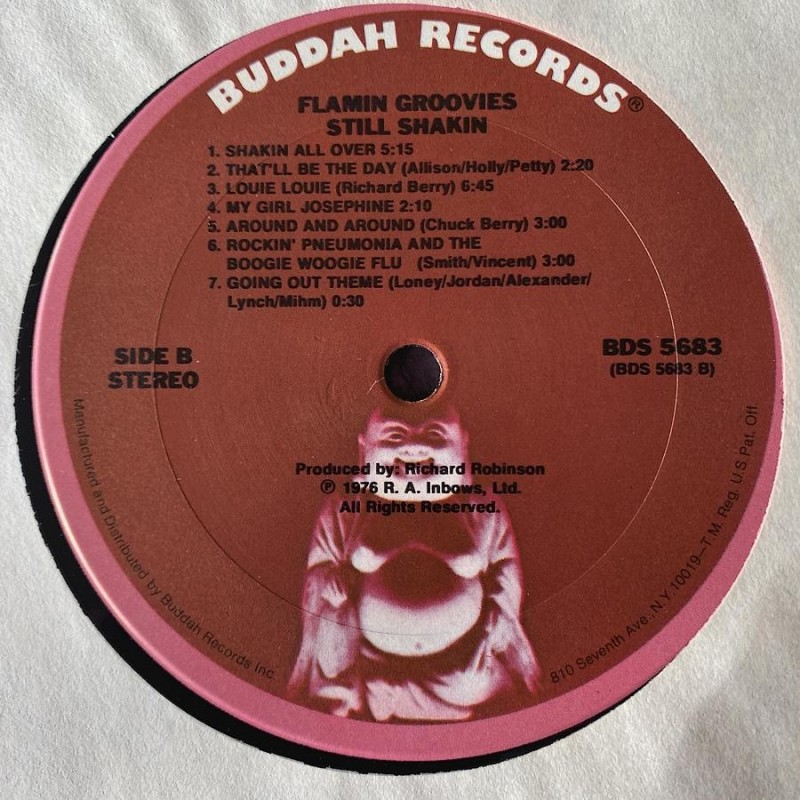 BUDDAH RECORDS®
FLAMIN GROOVIES
STILL SHAKIN
1. SHAKIN ALL OVER 5:15
2. THAT'LL BE THE DAY (Allison/Holly/Petty) 2:20
3. LOUIE LOUIE (Richard Berry) 6:45
4. MY GIRL JOSEPHINE 2:10
5. AROUND AND AROUND (Chuck Berry) 3:00
6. ROCKIN' PNEUMONIA AND THE
BOOGIE WOOGIE FLU (Smith/Vincent) 3:00
7. GOING OUT THEME (Loney/Jordan/Alexander/
Lynch/Mihm) 0:30
SIDE B
STEREO
BDS 5683
(BDS 5683 B)
Produced by: Richard Robinson
℗ 1976 R. A. Inbows, Ltd.
All Rights Reserved.
Manufactured and Distributed by Buddah Records Inc.
810 Seventh Ave., N.Y. 10019—T.M. Reg. U.S Pat. Off